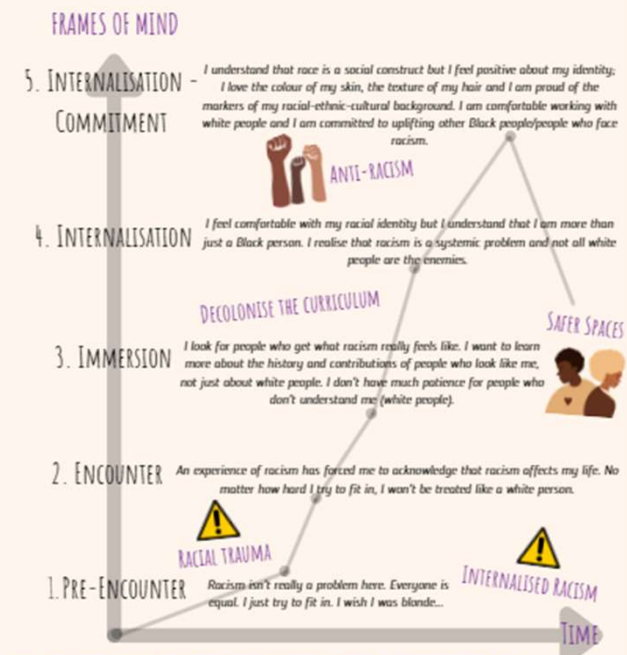 FRAMES OF MIND
5. INTERNALISATION -
COMMITMENT
I understand that race is a social construct but I feel positive about my identity;
I love the colour of my skin, the texture of my hair and I am proud of the
markers of my racial-ethnic-cultural background. I am comfortable working with
white people and I am committed to uplifting other Black people/people who face
racism.
ANTI-RACISM
4. INTERNALISATION
I feel comfortable with my racial identity but I understand that I am more than
just a Black person. I realise that racism is a systemic problem and not all white
people are the enemies.
DECOLONISE THE CURRICULUM
SAFER SPACES
3. IMMERSION
I look for people who get what racism really feels like. I want to learn
more about the history and contributions of people who look like me,
not just about white people. I don't have much patience for people who
don't understand me (white people).
2. ENCOUNTER
An experience of racism has forced me to acknowledge that racism affects my life. No
matter how hard I try to fit in, I won't be treated like a white person.
RACIAL TRAUMA
INTERNALISED RACISM
1. PRE-ENCOUNTER
Racism isn't really a problem here. Everyone is
equal. I just try to fit in. I wish I was blonde...
TIME